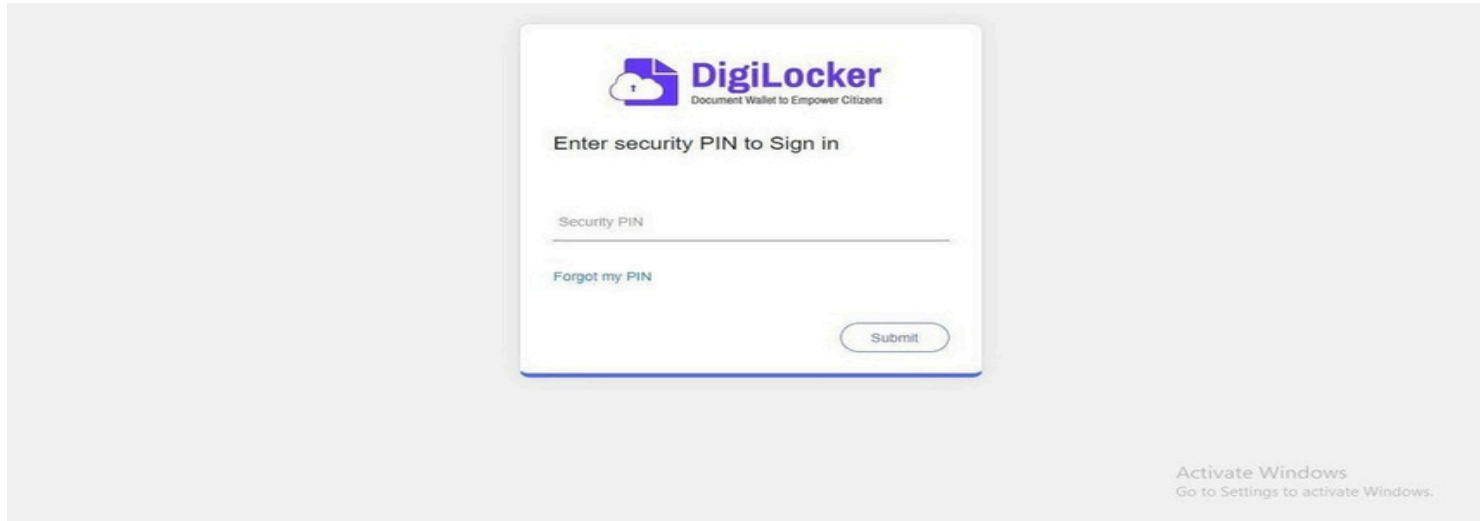 DigiLocker
Document Wallet to Empower Citizens
Enter security PIN to Sign in
Security PIN
Forgot my PIN
Submit
Activate Windows
Go to Settings to activate Windows.